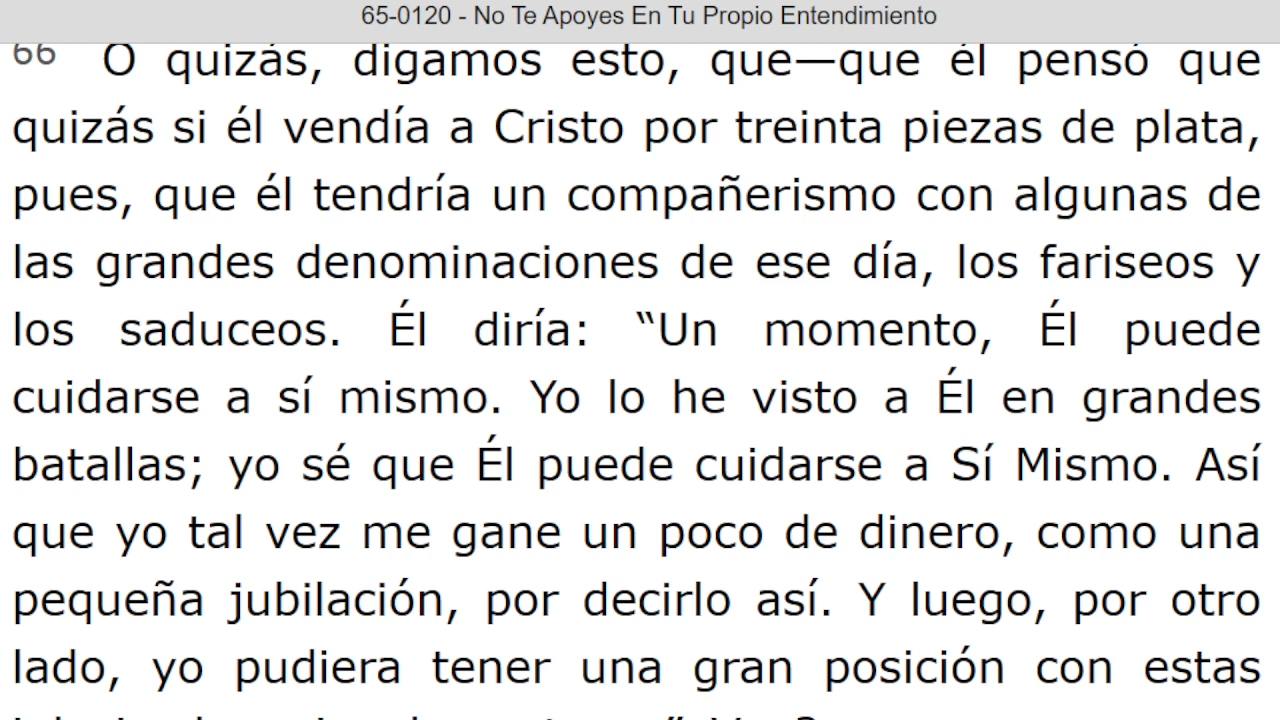 65-0120 - No Te Apoyes En Tu Propio Entendimiento
66 O quizás, digamos esto, que—que él pensó que
quizás si él vendía a Cristo por treinta piezas de plata,
pues, que él tendría un compañerismo con algunas de
las grandes denominaciones de ese día, los fariseos y
los saduceos. Él diría: “Un momento, Él puede
cuidarse a sí mismo. Yo lo he visto a Él en grandes
batallas; yo sé que Él puede cuidarse a Sí Mismo. Así
que yo tal vez me gane un poco de dinero, como una
pequeña jubilación, por decirlo así. Y luego, por otro
lado, yo pudiera tener una gran posición con estas